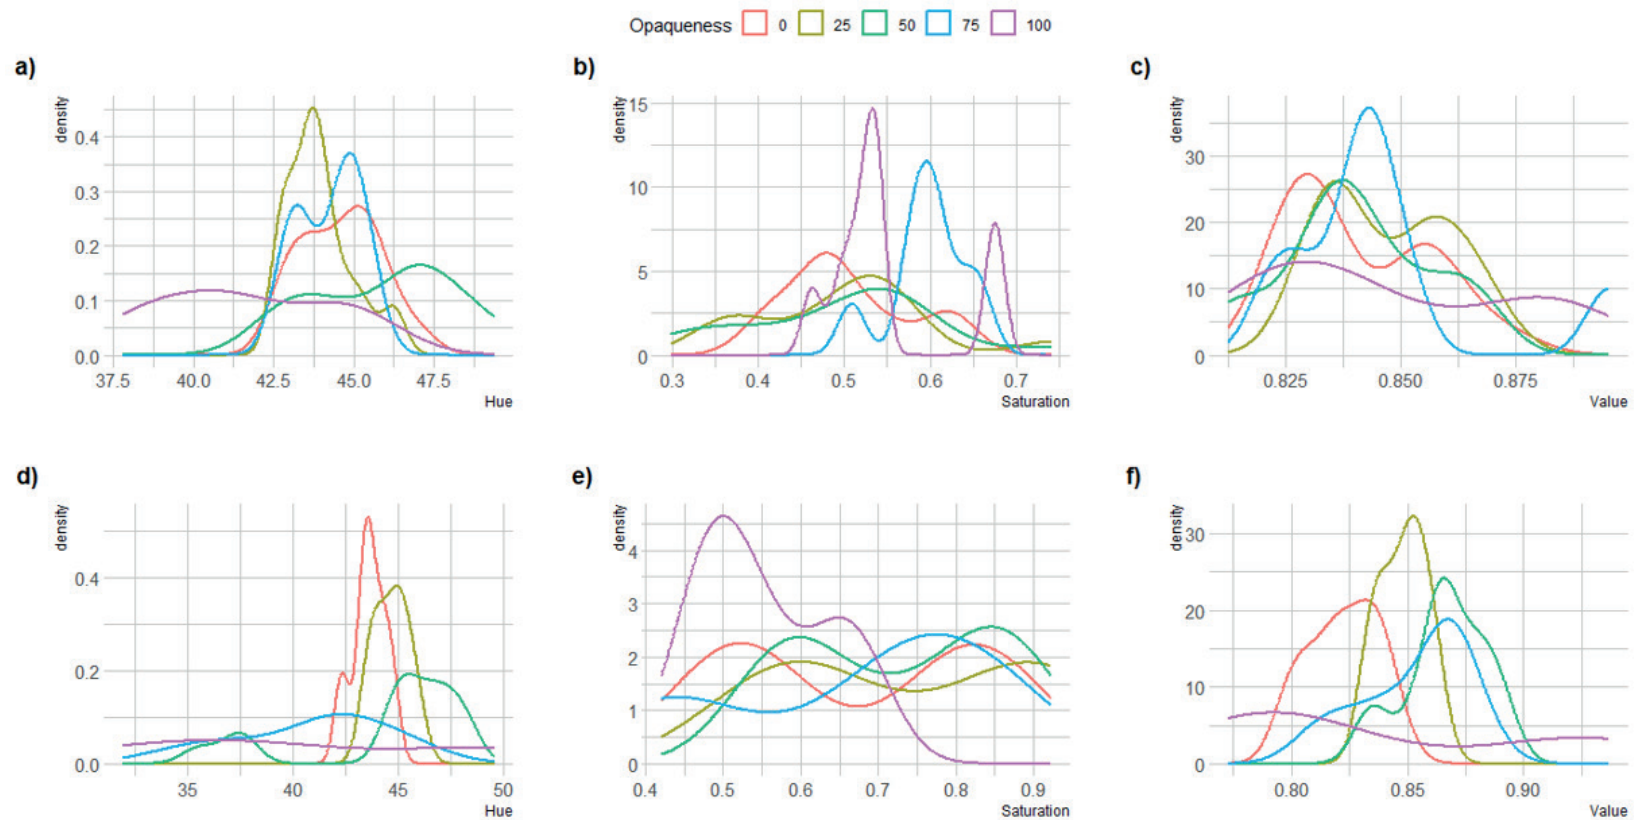 Opaqueness 0 25 50 75 100
a) b) c)
density
0.4
0.3
0.2
0.1
0.0
37.5 40.0 42.5 45.0 47.5
Hue
density
15
10
5
0
0.3 0.4 0.5 0.6 0.7
Saturation
density
30
20
10
0
0.825 0.850 0.875
Value
d) e) f)
density
0.4
0.2
0.0
35 40 45 50
Hue
density
4
3
2
1
0
0.4 0.5 0.6 0.7 0.8 0.9
Saturation
density
30
20
10
0
0.80 0.85 0.90
Value